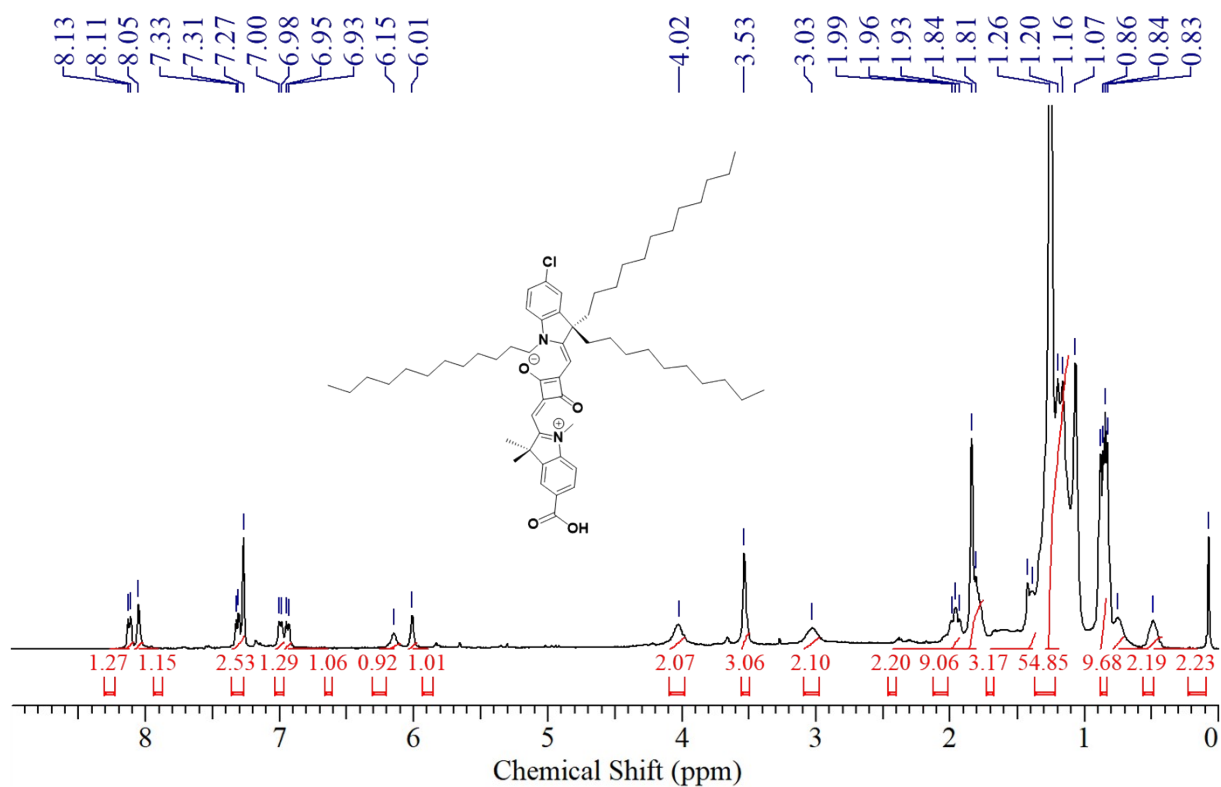 8.13 8.11 8.05 7.33 7.31 7.27 7.00 6.98 6.95 6.93 6.15 6.01 4.02 3.53 3.03 1.99 1.96 1.93 1.84 1.81 1.26 1.20 1.16 1.07 0.86 0.84 0.83
Cl
N
O ⊖
O
⊕
N
O
OH
1.27 1.15 2.53 1.29 1.06 0.92 1.01 2.07 3.06 2.10 2.20 9.06 3.17 54.85 9.68 2.19 2.23
8 7 6 5 4 3 2 1 0
Chemical Shift (ppm)